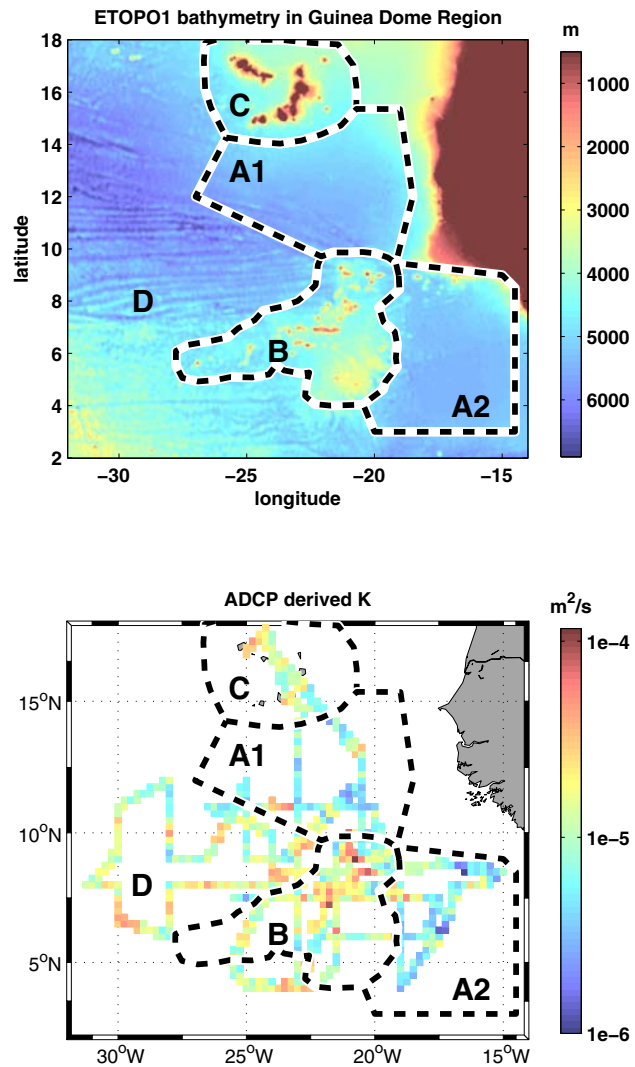 ETOPO1 bathymetry in Guinea Dome Region
m
18
16
14
12
10
8
6
4
2
latitude
C
A1
D
B
A2
1000
2000
3000
4000
5000
6000
−30
−25
−20
−15
longitude
ADCP derived K
m²/s
1e−4
1e−5
1e−6
15°N
10°N
5°N
C
A1
D
B
A2
30°W
25°W
20°W
15°W